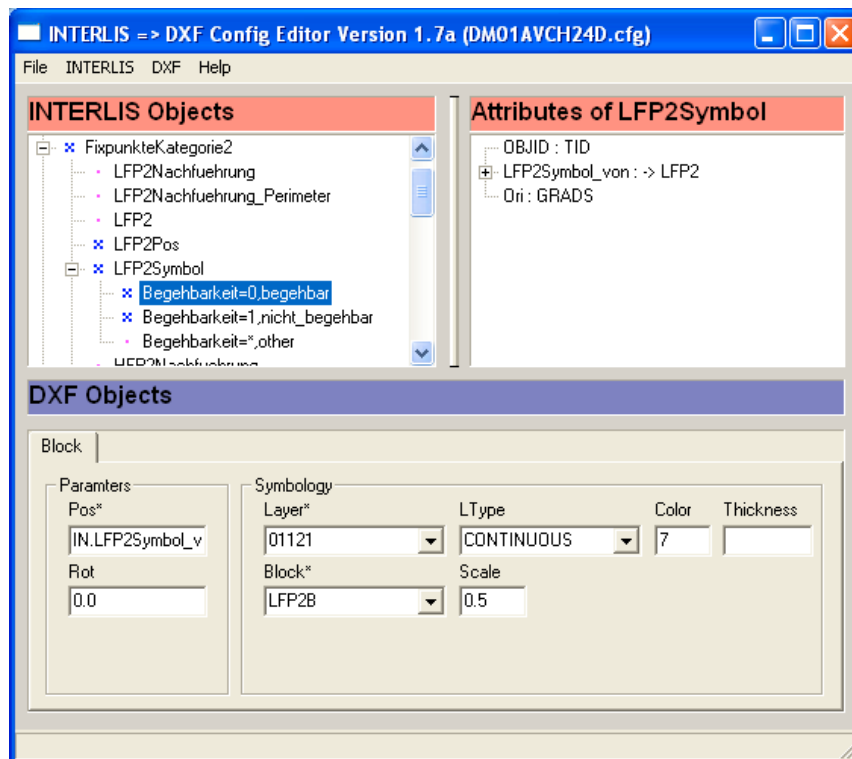 INTERLIS => DXF Config Editor Version 1.7a (DM01AVCH24D.cfg)
File INTERLIS DXF Help
INTERLIS Objects
FixpunkteKategorie2
LFP2Nachfuehrung
LFP2Nachfuehrung_Perimeter
LFP2
LFP2Pos
LFP2Symbol
Begehbarkeit=0,begehbar
Begehbarkeit=1,nicht_begehbar
Begehbarkeit=*,other
HFP2Nachfuehrung
Attributes of LFP2Symbol
OBJID : TID
LFP2Symbol_von : -> LFP2
Ori : GRADS
DXF Objects
Block
Paramters
Pos*
IN.LFP2Symbol_v
Rot
0.0
Symbology
Layer* LType Color Thickness
01121 CONTINUOUS 7
Block* Scale
LFP2B 0.5